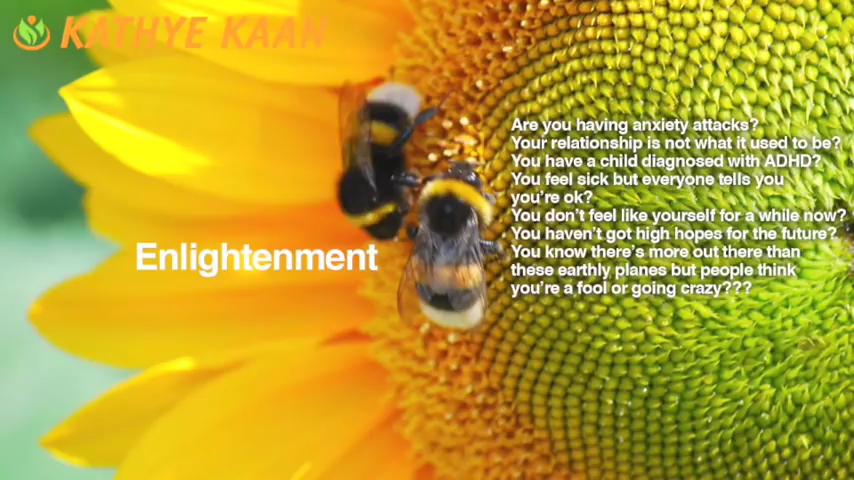 KATHYE KAAN
Enlightenment
Are you having anxiety attacks?
Your relationship is not what it used to be?
You have a child diagnosed with ADHD?
You feel sick but everyone tells you
you're ok?
You don't feel like yourself for a while now?
You haven't got high hopes for the future?
You know there's more out there than
these earthly planes but people think
you're a fool or going crazy???